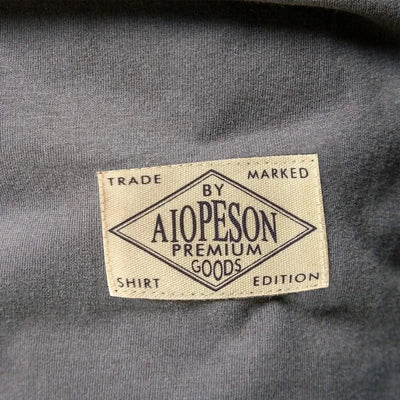 TRADE MARKED
BY
AIOPESON
PREMIUM
GOODS
SHIRT EDITION